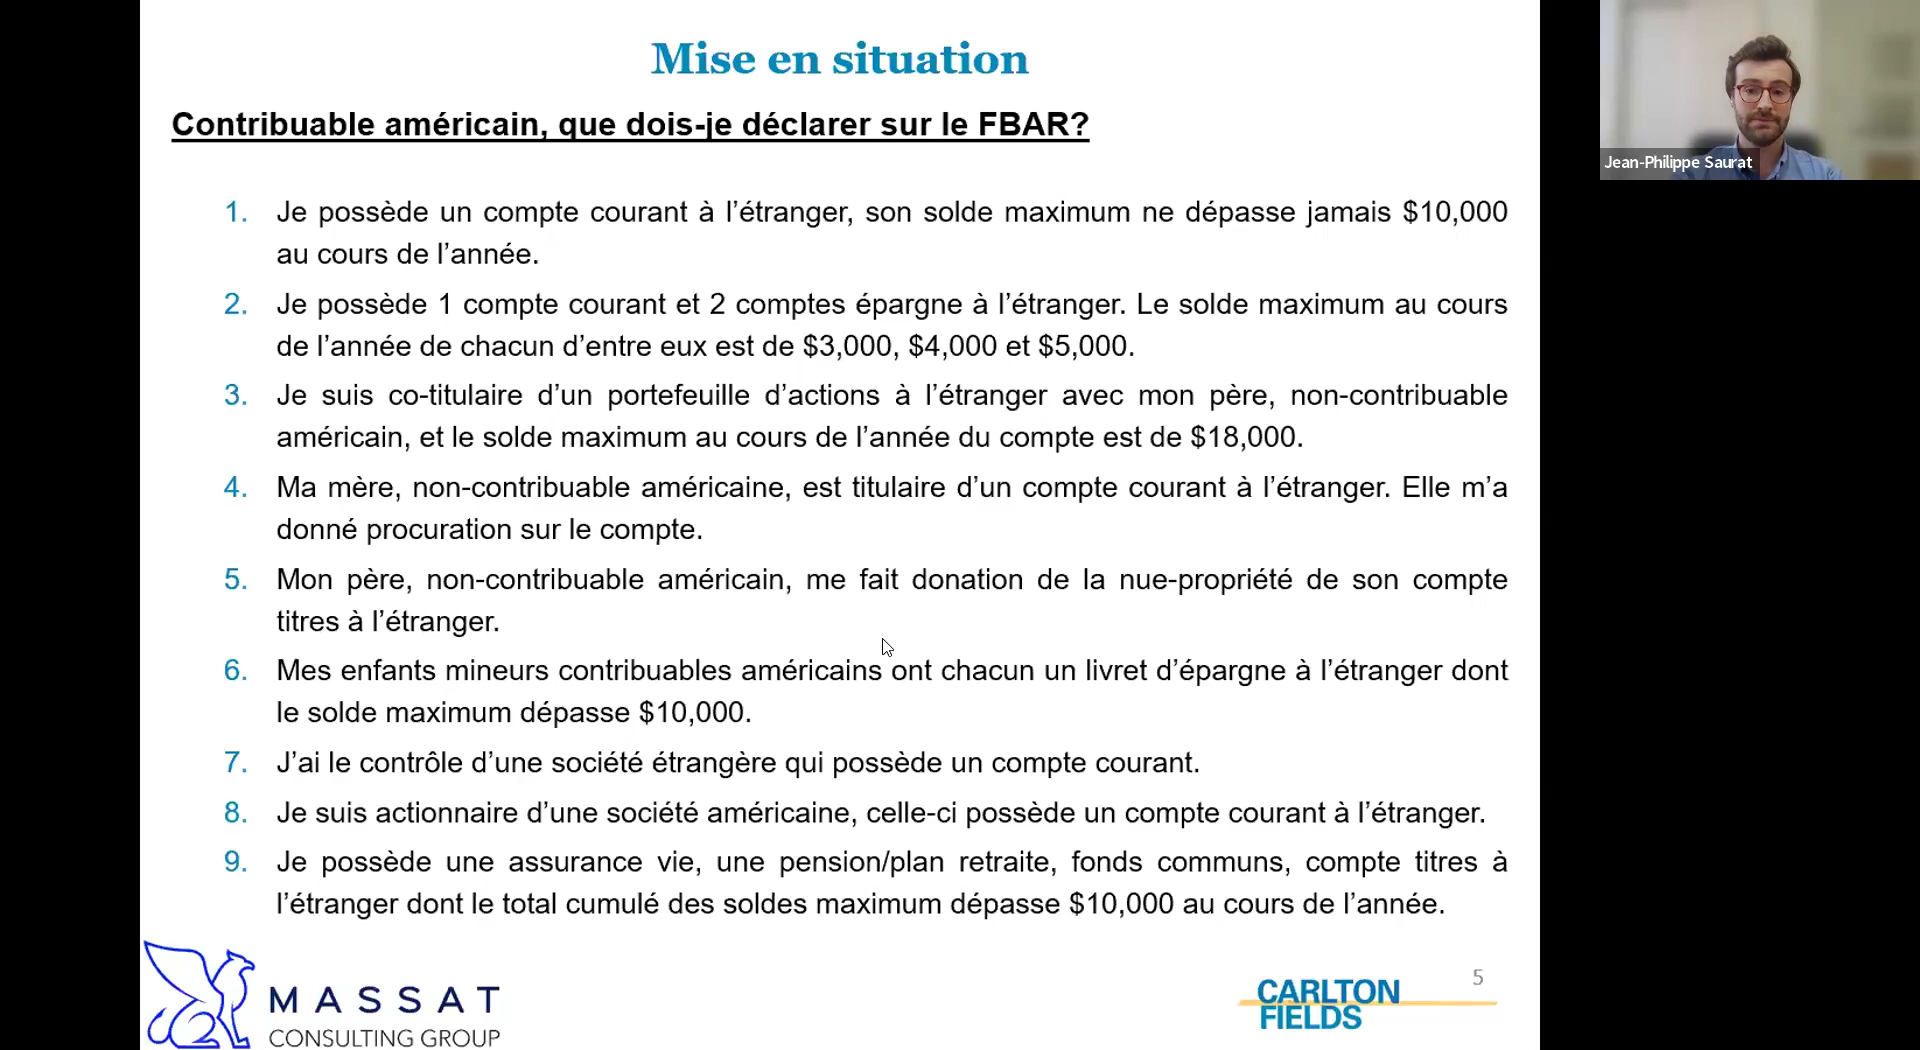 Mise en situation
Contribuable américain, que dois-je déclarer sur le FBAR?
1. Je possède un compte courant à l’étranger, son solde maximum ne dépasse jamais $10,000
au cours de l’année.
2. Je possède 1 compte courant et 2 comptes épargne à l’étranger. Le solde maximum au cours
de l’année de chacun d’entre eux est de $3,000, $4,000 et $5,000.
3. Je suis co-titulaire d’un portefeuille d’actions à l’étranger avec mon père, non-contribuable
américain, et le solde maximum au cours de l’année du compte est de $18,000.
4. Ma mère, non-contribuable américaine, est titulaire d’un compte courant à l’étranger. Elle m’a
donné procuration sur le compte.
5. Mon père, non-contribuable américain, me fait donation de la nue-propriété de son compte
titres à l’étranger.
6. Mes enfants mineurs contribuables américains ont chacun un livret d’épargne à l’étranger dont
le solde maximum dépasse $10,000.
7. J’ai le contrôle d’une société étrangère qui possède un compte courant.
8. Je suis actionnaire d’une société américaine, celle-ci possède un compte courant à l’étranger.
9. Je possède une assurance vie, une pension/plan retraite, fonds communs, compte titres à
l’étranger dont le total cumulé des soldes maximum dépasse $10,000 au cours de l’année.
MASSAT
CONSULTING GROUP
CARLTON
FIELDS
5
Jean-Philippe Saurat